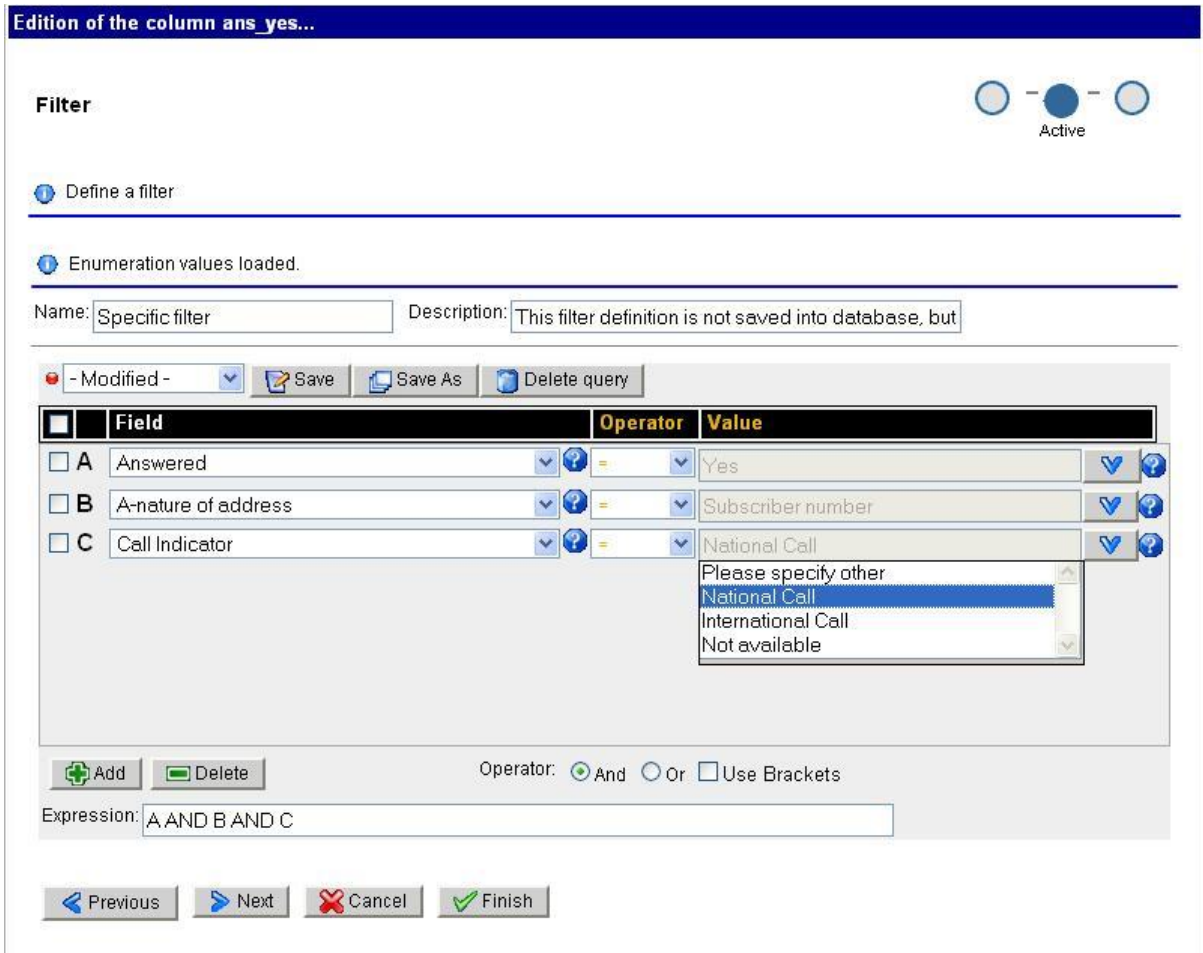 Edition of the column ans_yes...
Filter
Active
Define a filter
Enumeration values loaded.
Name: Specific filter Description: This filter definition is not saved into database, but
- Modified - Save Save As Delete query
Field Operator Value
A Answered = Yes
B A-nature of address = Subscriber number
C Call Indicator = National Call
Please specify other
National Call
International Call
Not available
Add Delete Operator: And Or Use Brackets
Expression: A AND B AND C
Previous Next Cancel Finish